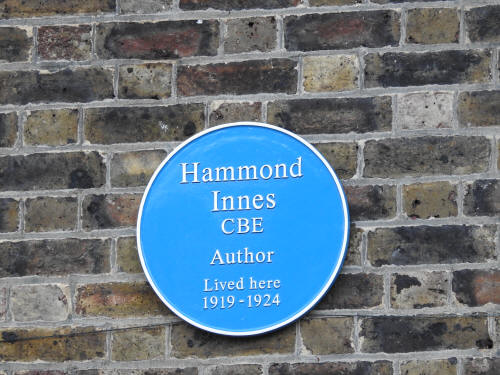 Hammond
Innes
CBE
Author
Lived here
1919 - 1924